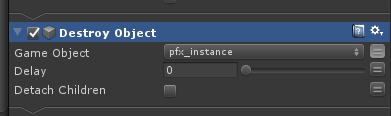 Destroy Object
Game Object pfx_instance
Delay 0
Detach Children